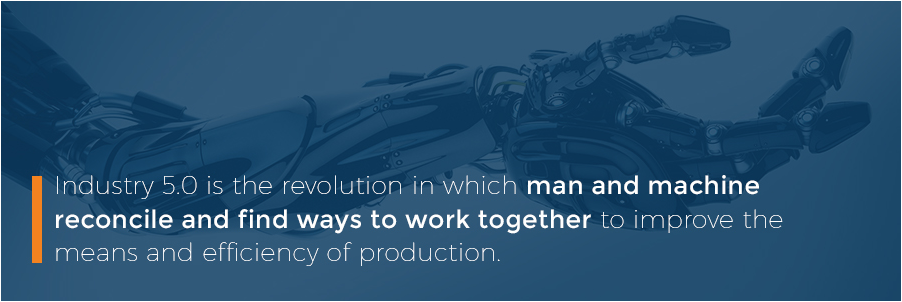 Industry 5.0 is the revolution in which man and machine
reconcile and find ways to work together to improve the
means and efficiency of production.